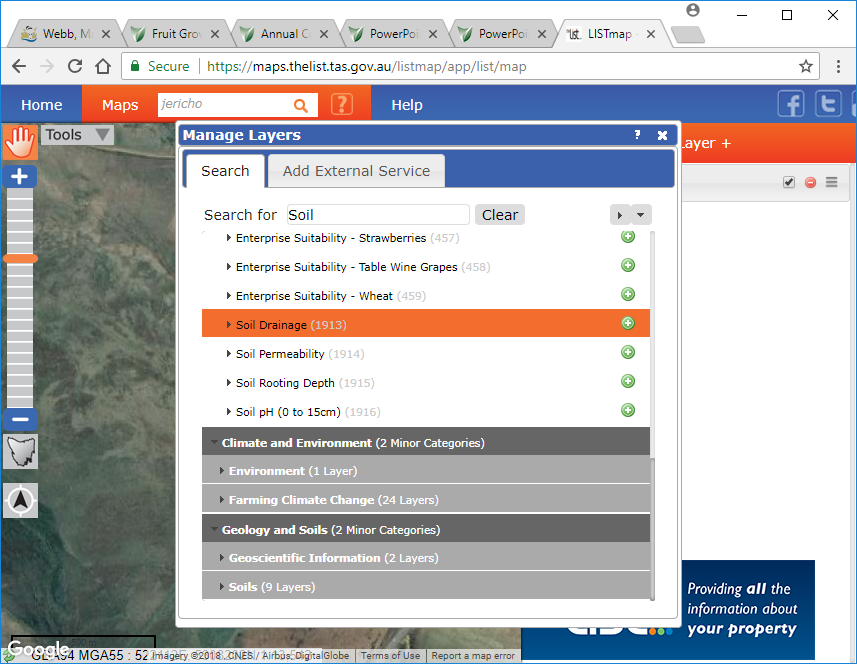 Webb, M
Fruit Grov
Annual C
PowerPoi
PowerPoi
LISTmap
Secure
https://maps.thelist.tas.gov.au/listmap/app/list/map
Home
Maps
jericho
?
Help
Tools
Manage Layers
?
Layer +
Search
Add External Service
Search for
Soil
Clear
Enterprise Suitability - Strawberries (457)
Enterprise Suitability - Table Wine Grapes (458)
Enterprise Suitability - Wheat (459)
Soil Drainage (1913)
Soil Permeability (1914)
Soil Rooting Depth (1915)
Soil pH (0 to 15cm) (1916)
Climate and Environment (2 Minor Categories)
Environment (1 Layer)
Farming Climate Change (24 Layers)
Geology and Soils (2 Minor Categories)
Geoscientific Information (2 Layers)
Soils (9 Layers)
Providing all the
information about
your property
Google
GDA94 MGA55 : 52
Imagery ©2018, CNES / Airbus, DigitalGlobe
Terms of Use
Report a map error